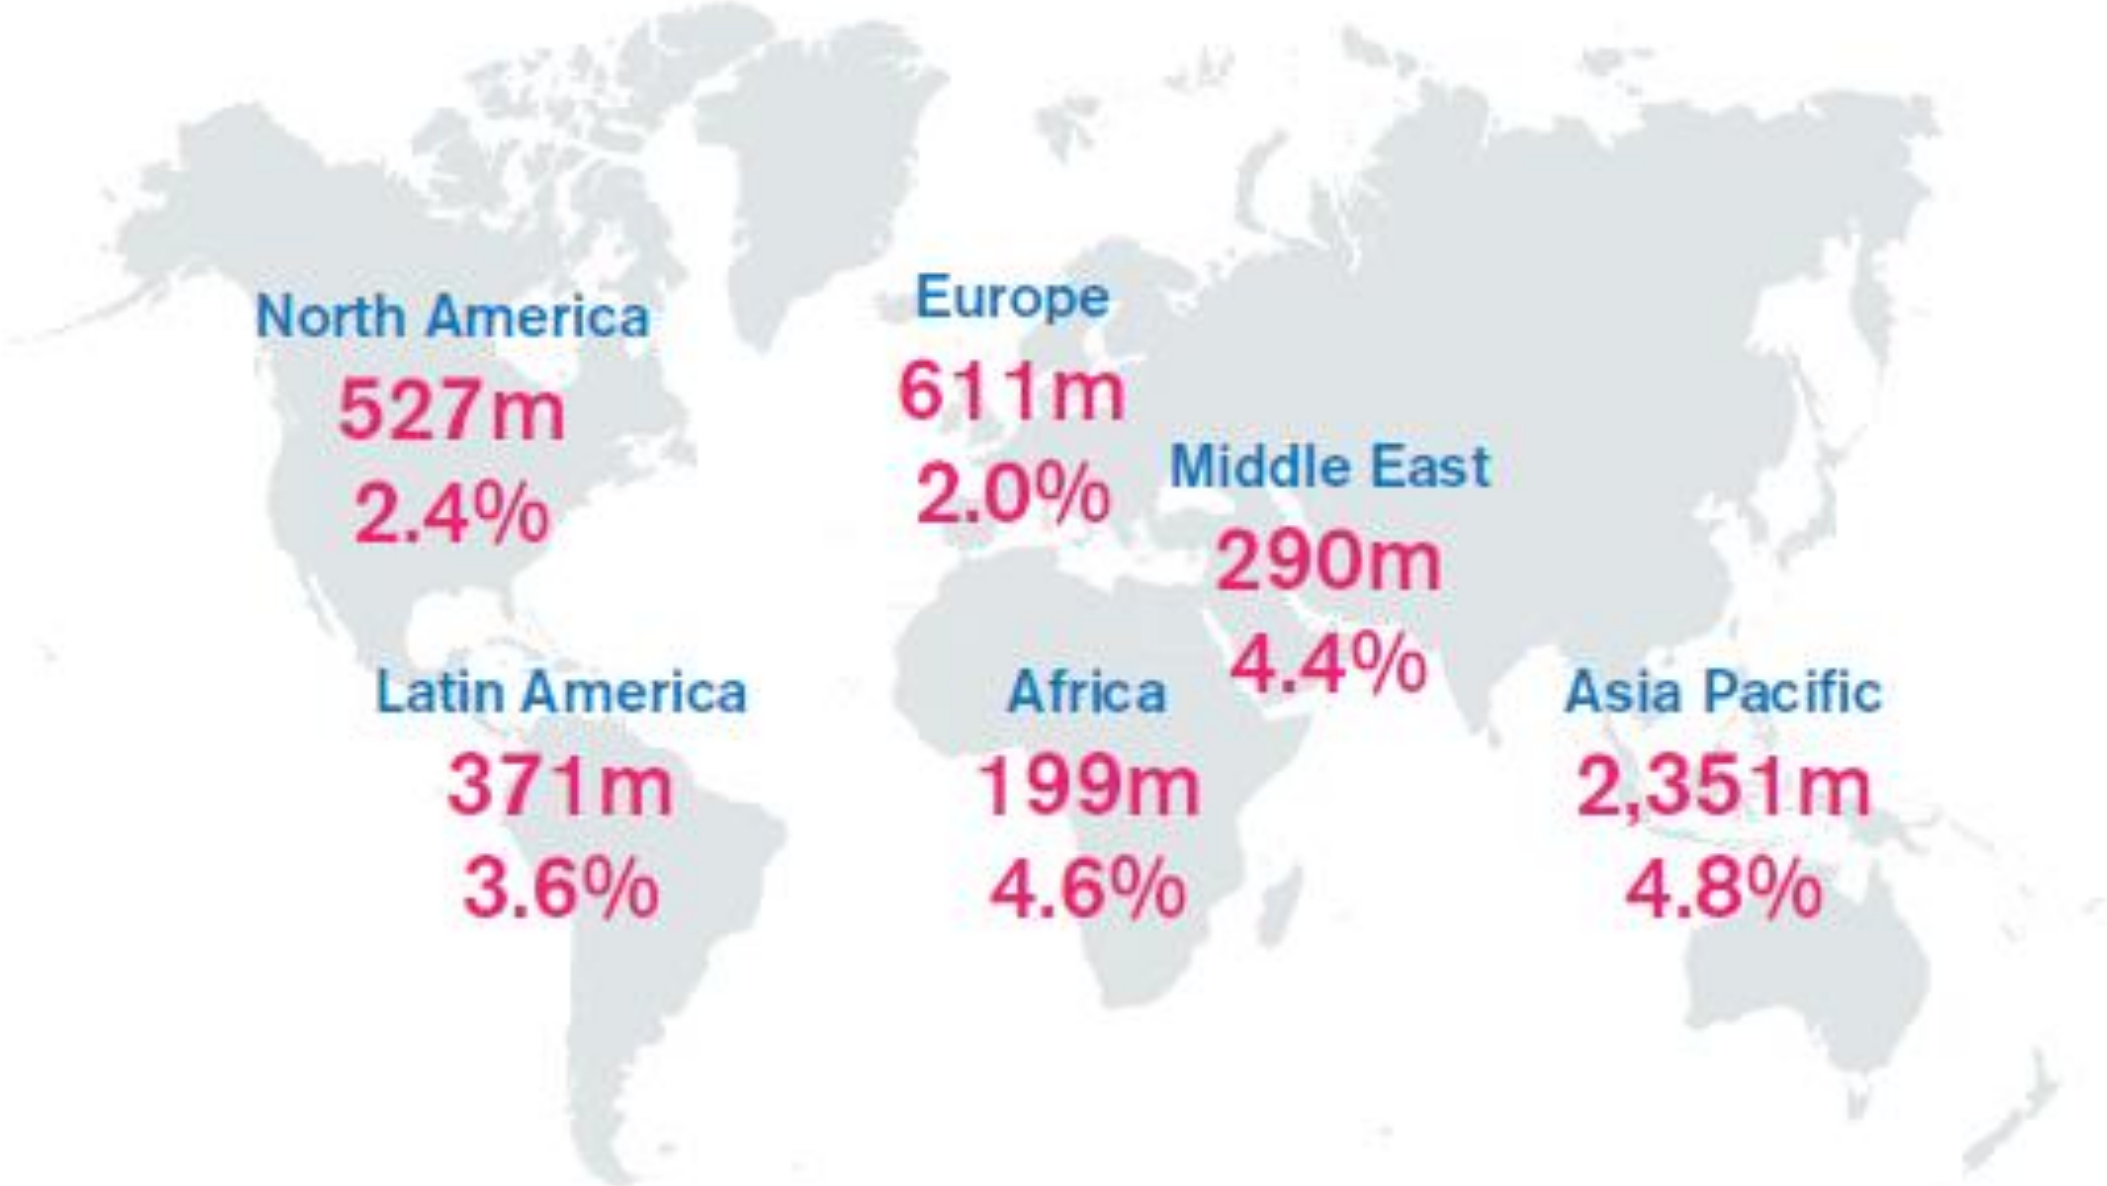 North America
527m
2.4%
Europe
611m
2.0%
Middle East
290m
4.4%
Latin America
371m
3.6%
Africa
199m
4.6%
Asia Pacific
2,351m
4.8%